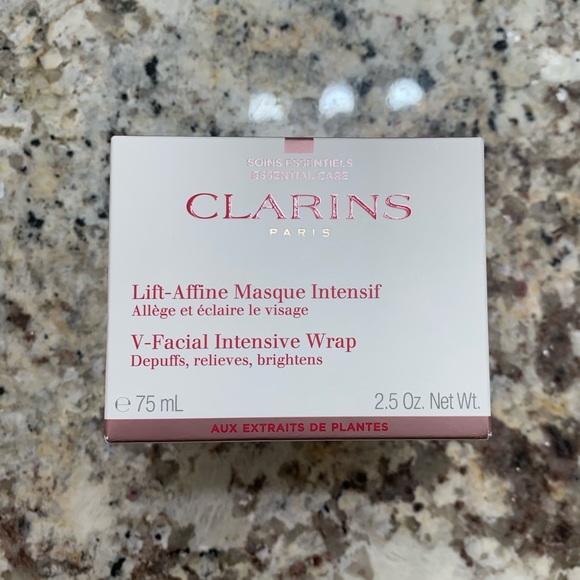 SOINS ESSENTIELS
ESSENTIAL CARE
CLARINS
PARIS
Lift-Affine Masque Intensif
Allège et éclaire le visage
V-Facial Intensive Wrap
Depuffs, relieves, brightens
℮ 75 mL 2.5 Oz. Net Wt.
AUX EXTRAITS DE PLANTES